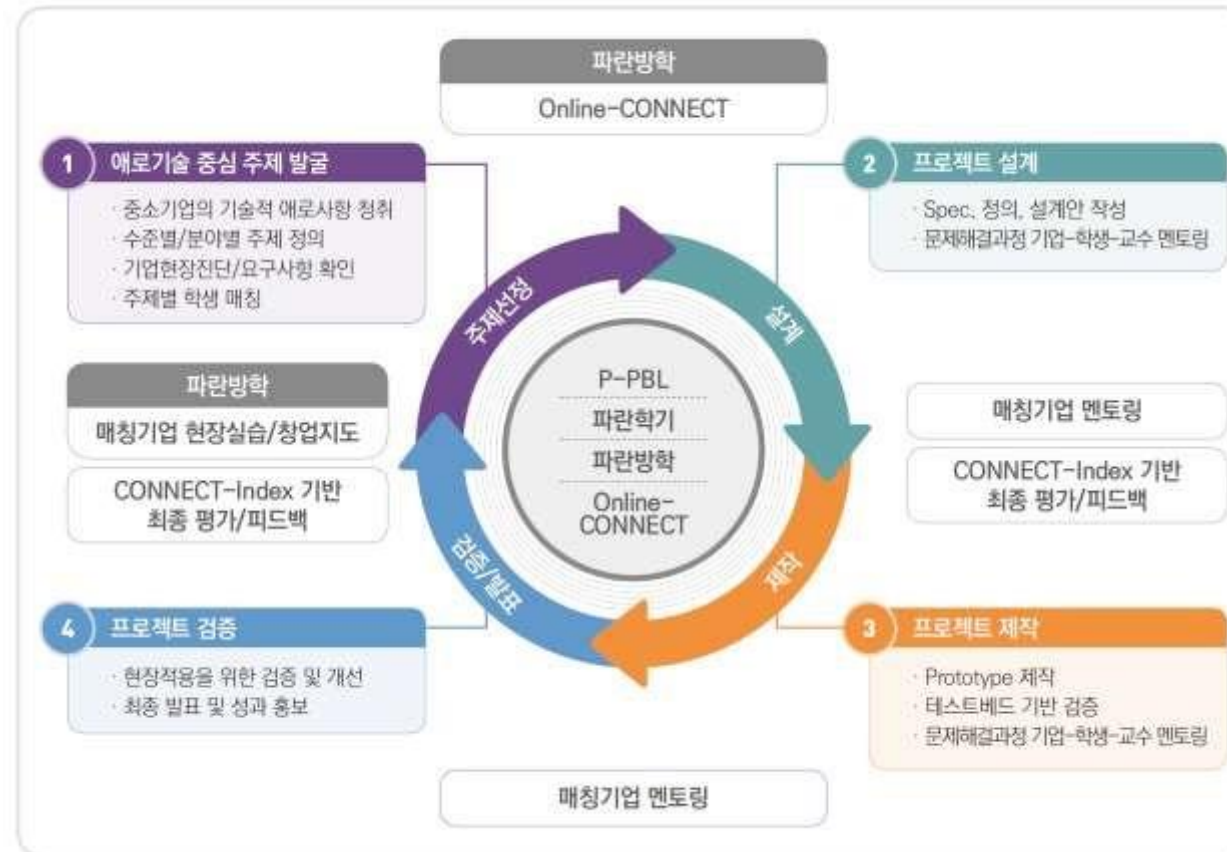 파란방학
Online-CONNECT
1 애로기술 중심 주제 발굴
· 중소기업의 기술적 애로사항 청취
· 수준별/분야별 주제 정의
· 기업현장진단/요구사항 확인
· 주제별 학생 매칭
2 프로젝트 설계
· Spec. 정의, 설계안 작성
· 문제해결과정 기업-학생-교수 멘토링
주제선정
설계
제작
검증/발표
P-PBL
파란학기
파란방학
Online-
CONNECT
파란방학
매칭기업 현장실습/창업지도
CONNECT-Index 기반
최종 평가/피드백
매칭기업 멘토링
CONNECT-Index 기반
최종 평가/피드백
4 프로젝트 검증
· 현장적용을 위한 검증 및 개선
· 최종 발표 및 성과 홍보
3 프로젝트 제작
· Prototype 제작
· 테스트베드 기반 검증
· 문제해결과정 기업-학생-교수 멘토링
매칭기업 멘토링